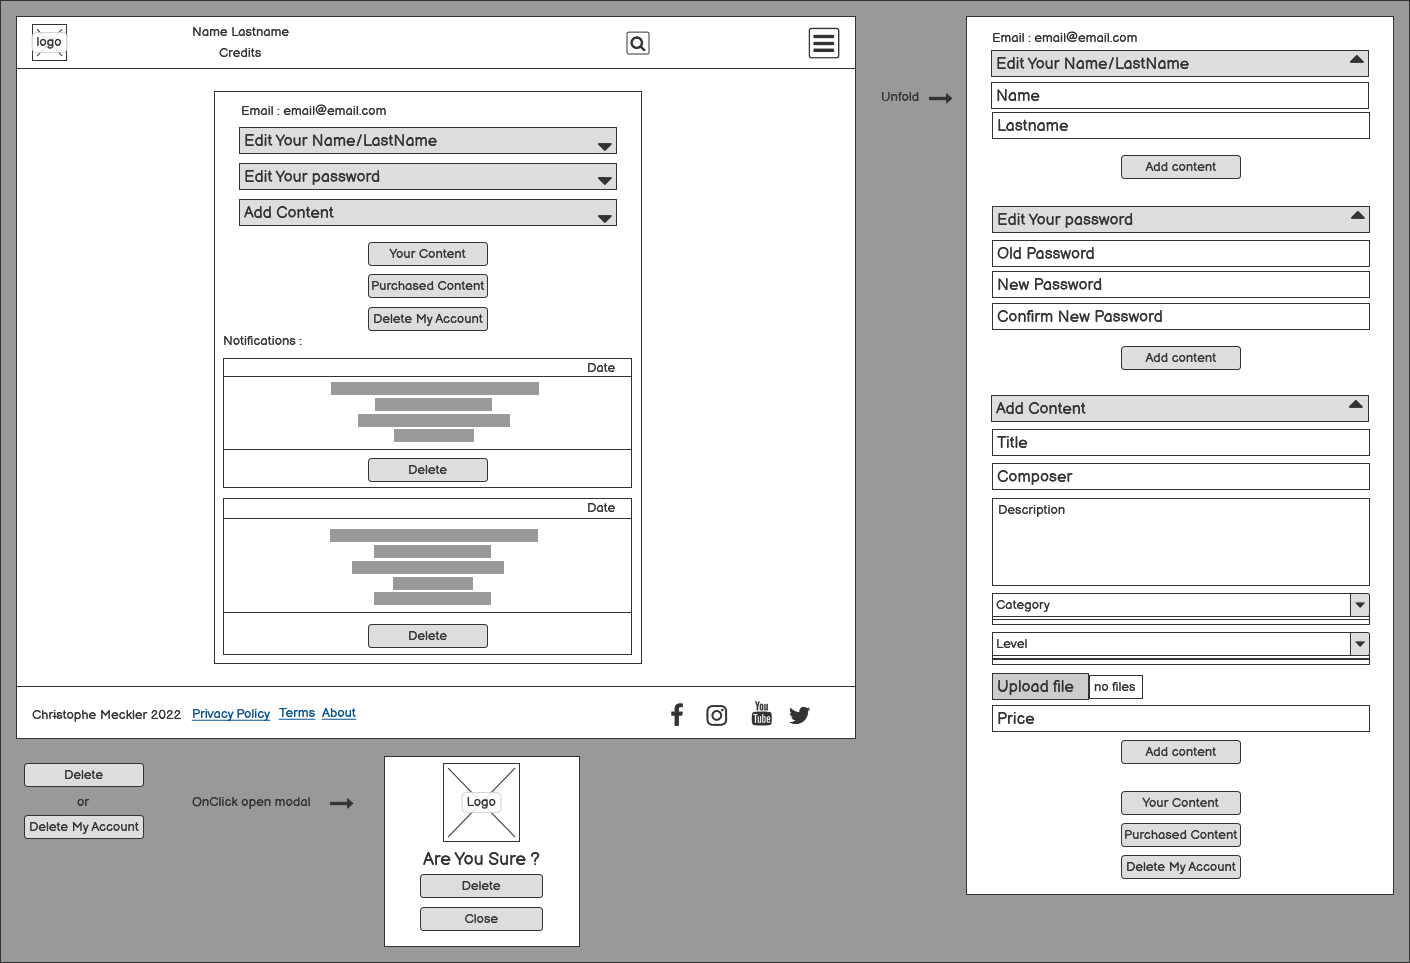 logo
Name Lastname
Credits
Email : email@email.com
Edit Your Name/LastName
Edit Your password
Add Content
Your Content
Purchased Content
Delete My Account
Notifications :
Date
Delete
Date
Delete
Christophe Meckler 2022 Privacy Policy Terms About
You
Tube
Delete
or
Delete My Account
OnClick open modal
Logo
Are You Sure ?
Delete
Close
Unfold
Email : email@email.com
Edit Your Name/LastName
Name
Lastname
Add content
Edit Your password
Old Password
New Password
Confirm New Password
Add content
Add Content
Title
Composer
Description
Category
Level
Upload file no files
Price
Add content
Your Content
Purchased Content
Delete My Account